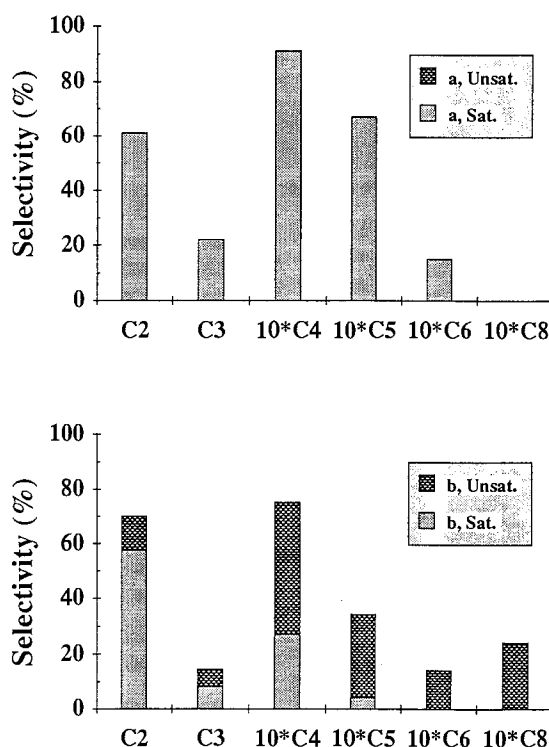 100
80
60
40
20
0
Selectivity (%)
a, Unsat.
a, Sat.
C2 C3 10*C4 10*C5 10*C6 10*C8
100
80
60
40
20
0
Selectivity (%)
b, Unsat.
b, Sat.
C2 C3 10*C4 10*C5 10*C6 10*C8